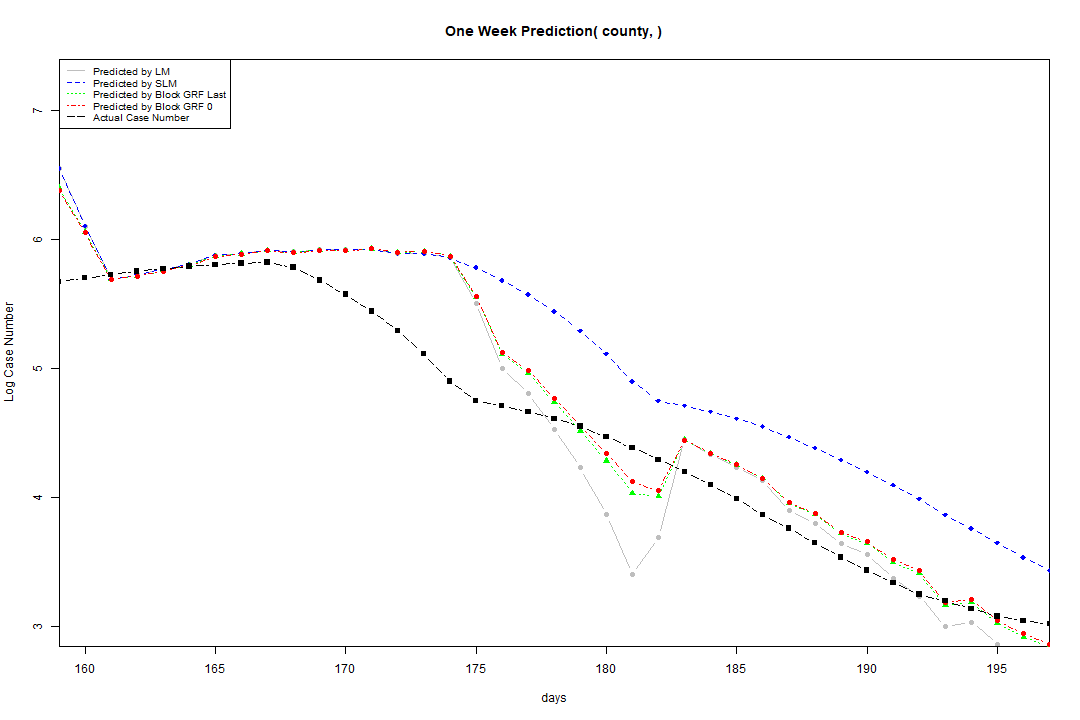 One Week Prediction( county, )
Predicted by LM
Predicted by SLM
Predicted by Block GRF Last
Predicted by Block GRF 0
Actual Case Number
Log Case Number
7
6
5
4
3
160 165 170 175 180 185 190 195
days